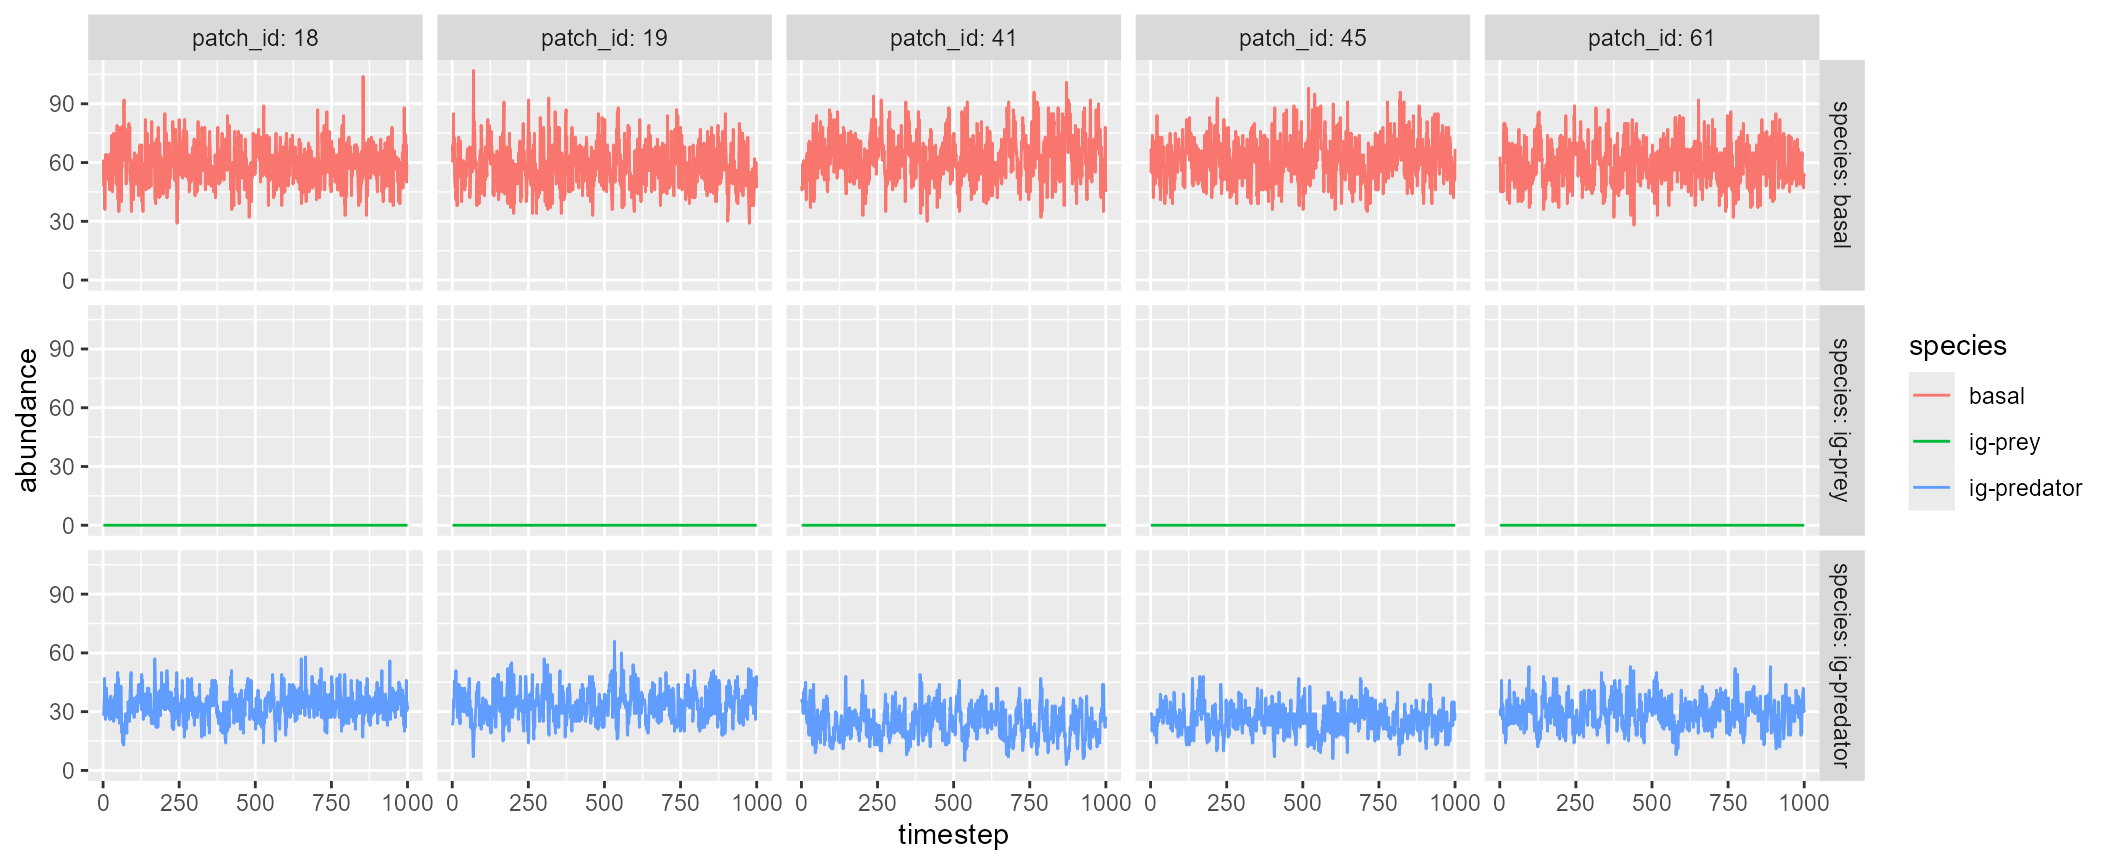 patch_id: 18 patch_id: 19 patch_id: 41 patch_id: 45 patch_id: 61
90
60
30
0
species: basal
90
60
30
0
species: ig-prey
90
60
30
0
species: ig-predator
0 250 500 750 1000 0 250 500 750 1000 0 250 500 750 1000 0 250 500 750 1000 0 250 500 750 1000
timestep
abundance
species
basal
ig-prey
ig-predator